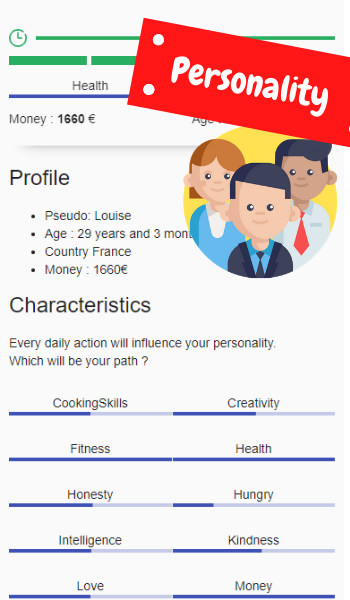 Personality
Health
Money : 1660 €
Age
Profile
Pseudo: Louise
Age : 29 years and 3 mont
Country France
Money : 1660€
Characteristics
Every daily action will influence your personality.
Which will be your path ?
CookingSkills Creativity
Fitness Health
Honesty Hungry
Intelligence Kindness
Love Money